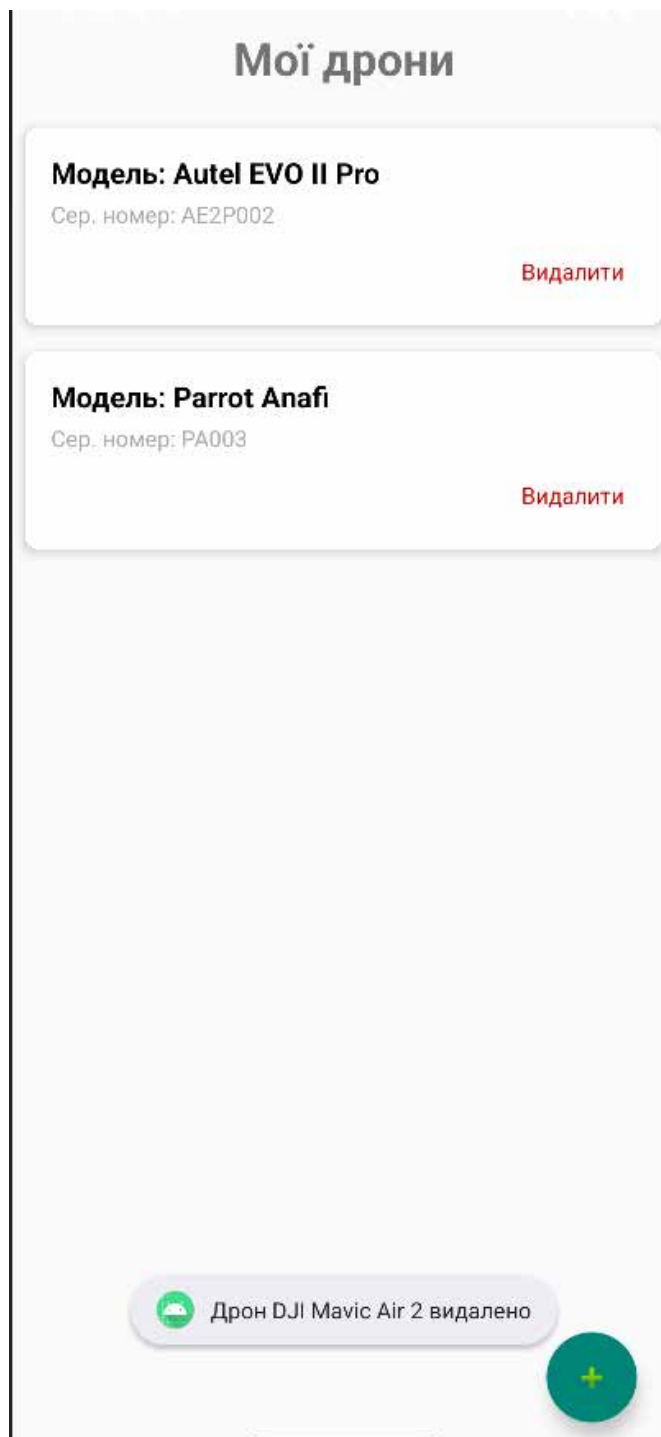 Мої дрони
Модель: Autel EVO II Pro
Сер. номер: AE2P002
Видалити
Модель: Parrot Anafi
Сер. номер: PA003
Видалити
Дрон DJI Mavic Air 2 видалено
+